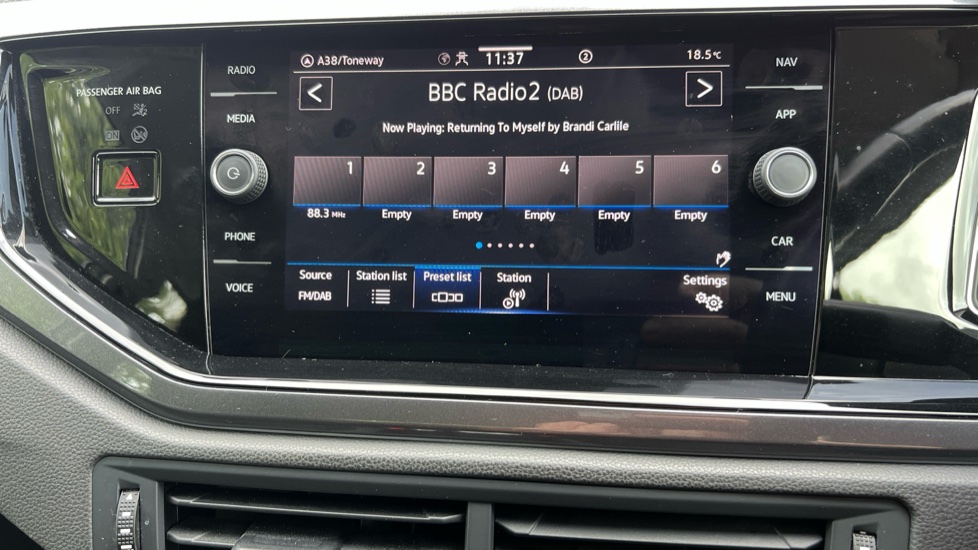 A38/Toneway 11:37 2 18.5°C
RADIO
MEDIA
PHONE
VOICE
PASSENGER AIR BAG
OFF
ON
BBC Radio2 (DAB)
Now Playing: Returning To Myself by Brandi Carlile
1 2 3 4 5 6
88.3 MHz Empty Empty Empty Empty Empty
Source Station list Preset list Station Settings
FM/DAB
NAV
APP
CAR
MENU